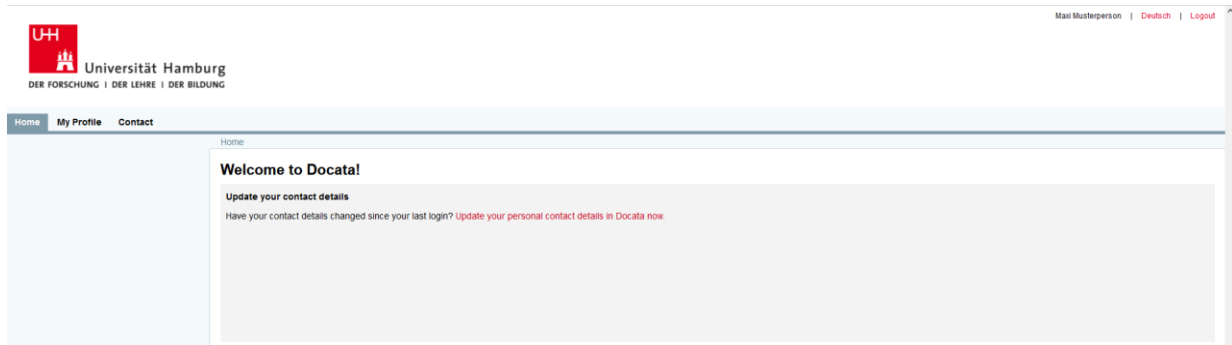 Maxi Musterperson | Deutsch | Logout
UH
Universität Hamburg
DER FORSCHUNG | DER LEHRE | DER BILDUNG
Home My Profile Contact
Home
Welcome to Docata!
Update your contact details
Have your contact details changed since your last login? Update your personal contact details in Docata now.